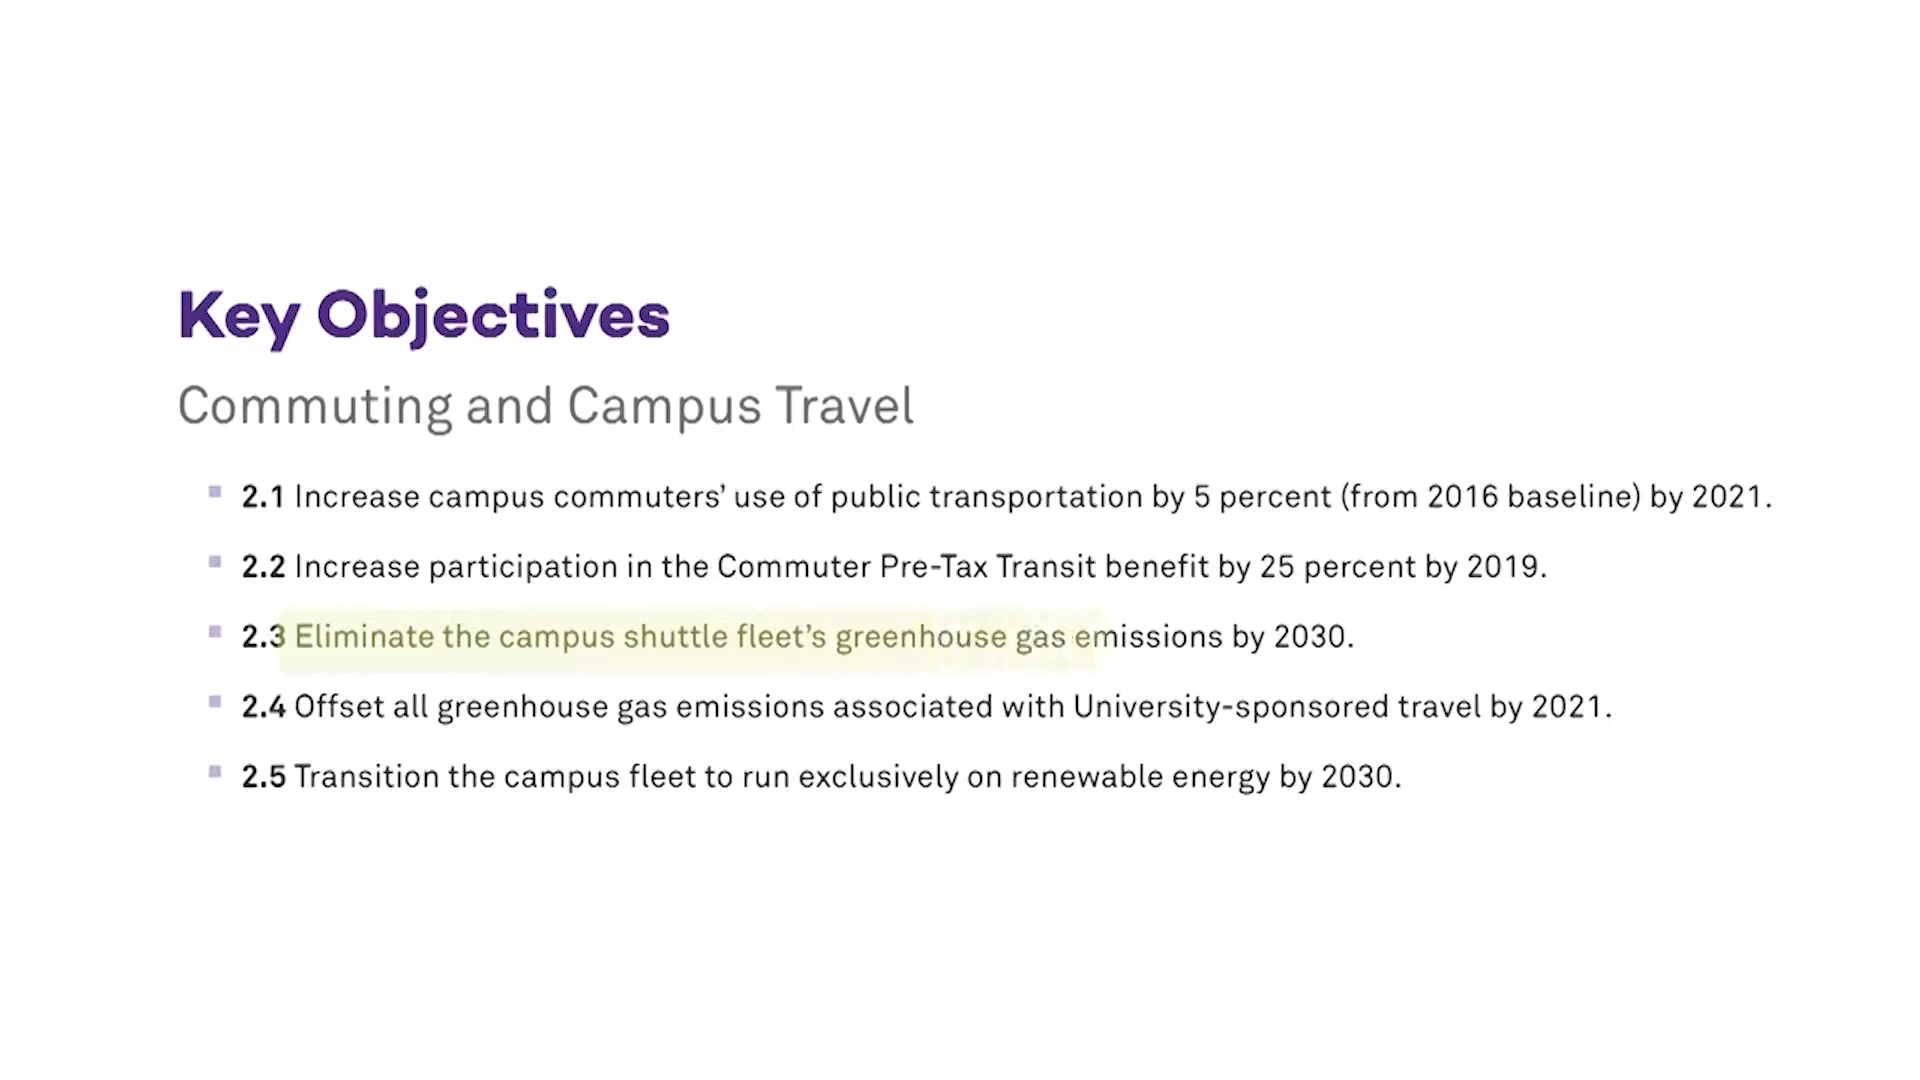 Key Objectives
Commuting and Campus Travel
2.1 Increase campus commuters’ use of public transportation by 5 percent (from 2016 baseline) by 2021.
2.2 Increase participation in the Commuter Pre-Tax Transit benefit by 25 percent by 2019.
2.3 Eliminate the campus shuttle fleet’s greenhouse gas emissions by 2030.
2.4 Offset all greenhouse gas emissions associated with University-sponsored travel by 2021.
2.5 Transition the campus fleet to run exclusively on renewable energy by 2030.